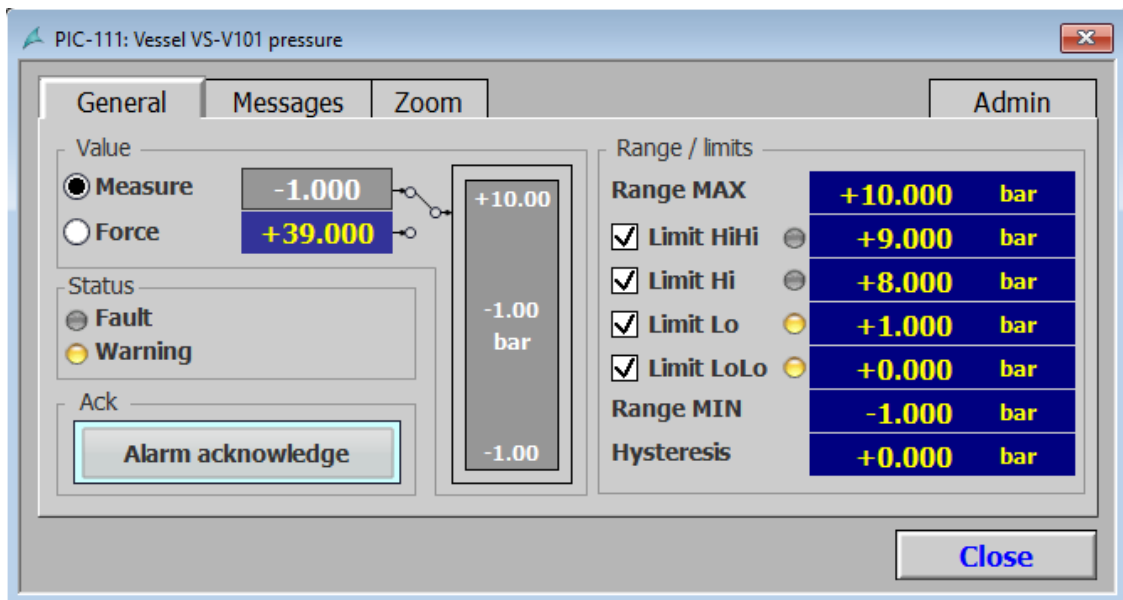 PIC-111: Vessel VS-V101 pressure
General Messages Zoom Admin
Value
Measure -1.000
Force +39.000
+10.00
-1.00
bar
-1.00
Status
Fault
Warning
Ack
Alarm acknowledge
Range / limits
Range MAX +10.000 bar
Limit HiHi +9.000 bar
Limit Hi +8.000 bar
Limit Lo +1.000 bar
Limit LoLo +0.000 bar
Range MIN -1.000 bar
Hysteresis +0.000 bar
Close